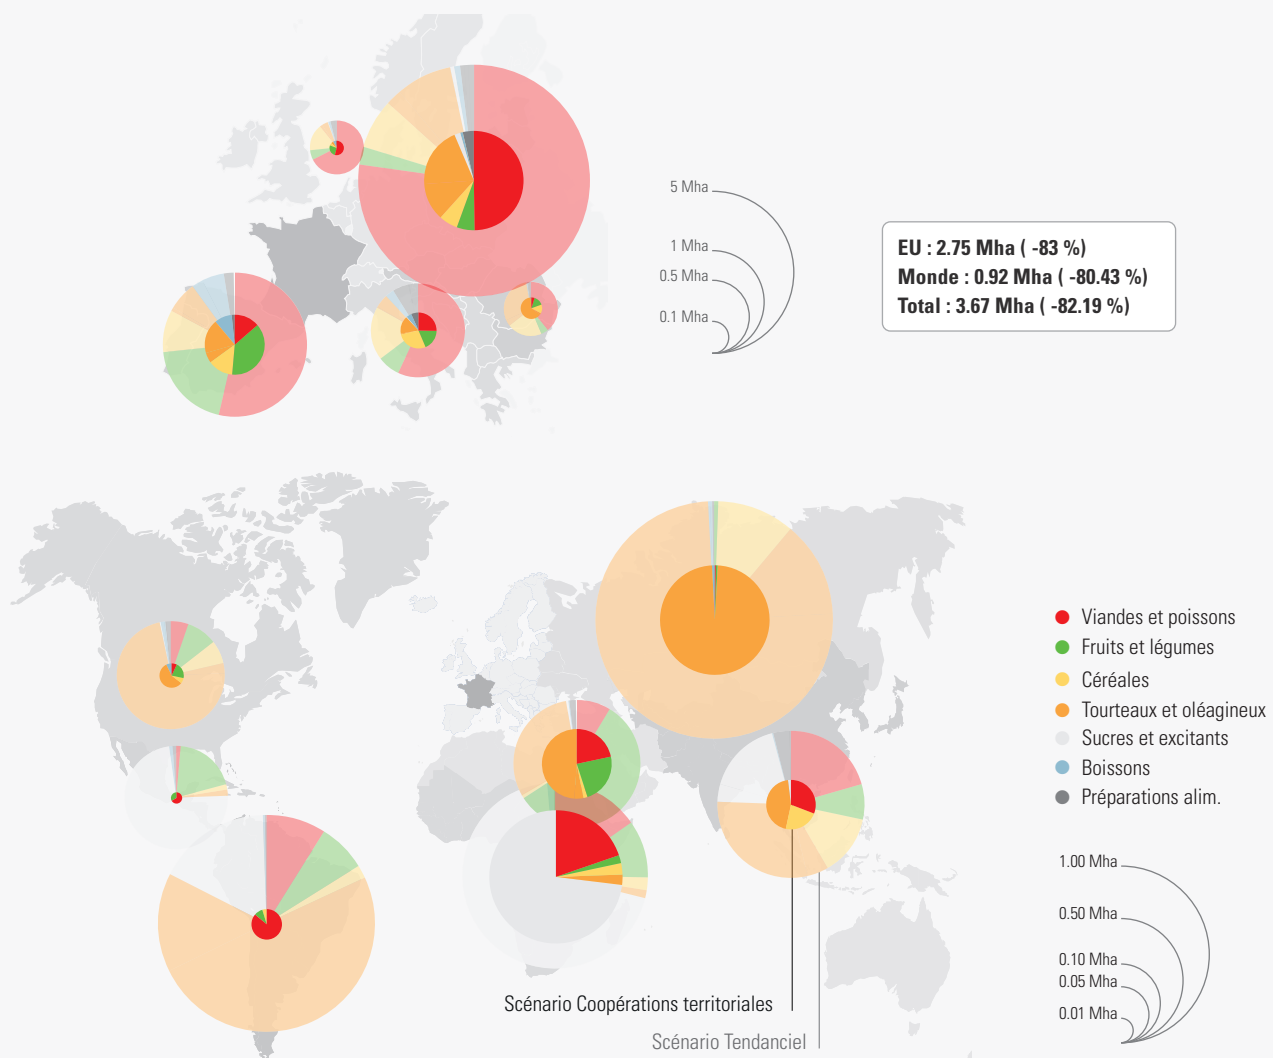 5 Mha
1 Mha
0.5 Mha
0.1 Mha
EU : 2.75 Mha ( -83 %)
Monde : 0.92 Mha ( -80.43 %)
Total : 3.67 Mha ( -82.19 %)
Viandes et poissons
Fruits et légumes
Céréales
Tourteaux et oléagineux
Sucres et excitants
Boissons
Préparations alim.
1.00 Mha
0.50 Mha
0.10 Mha
0.05 Mha
0.01 Mha
Scénario Coopérations territoriales
Scénario Tendanciel